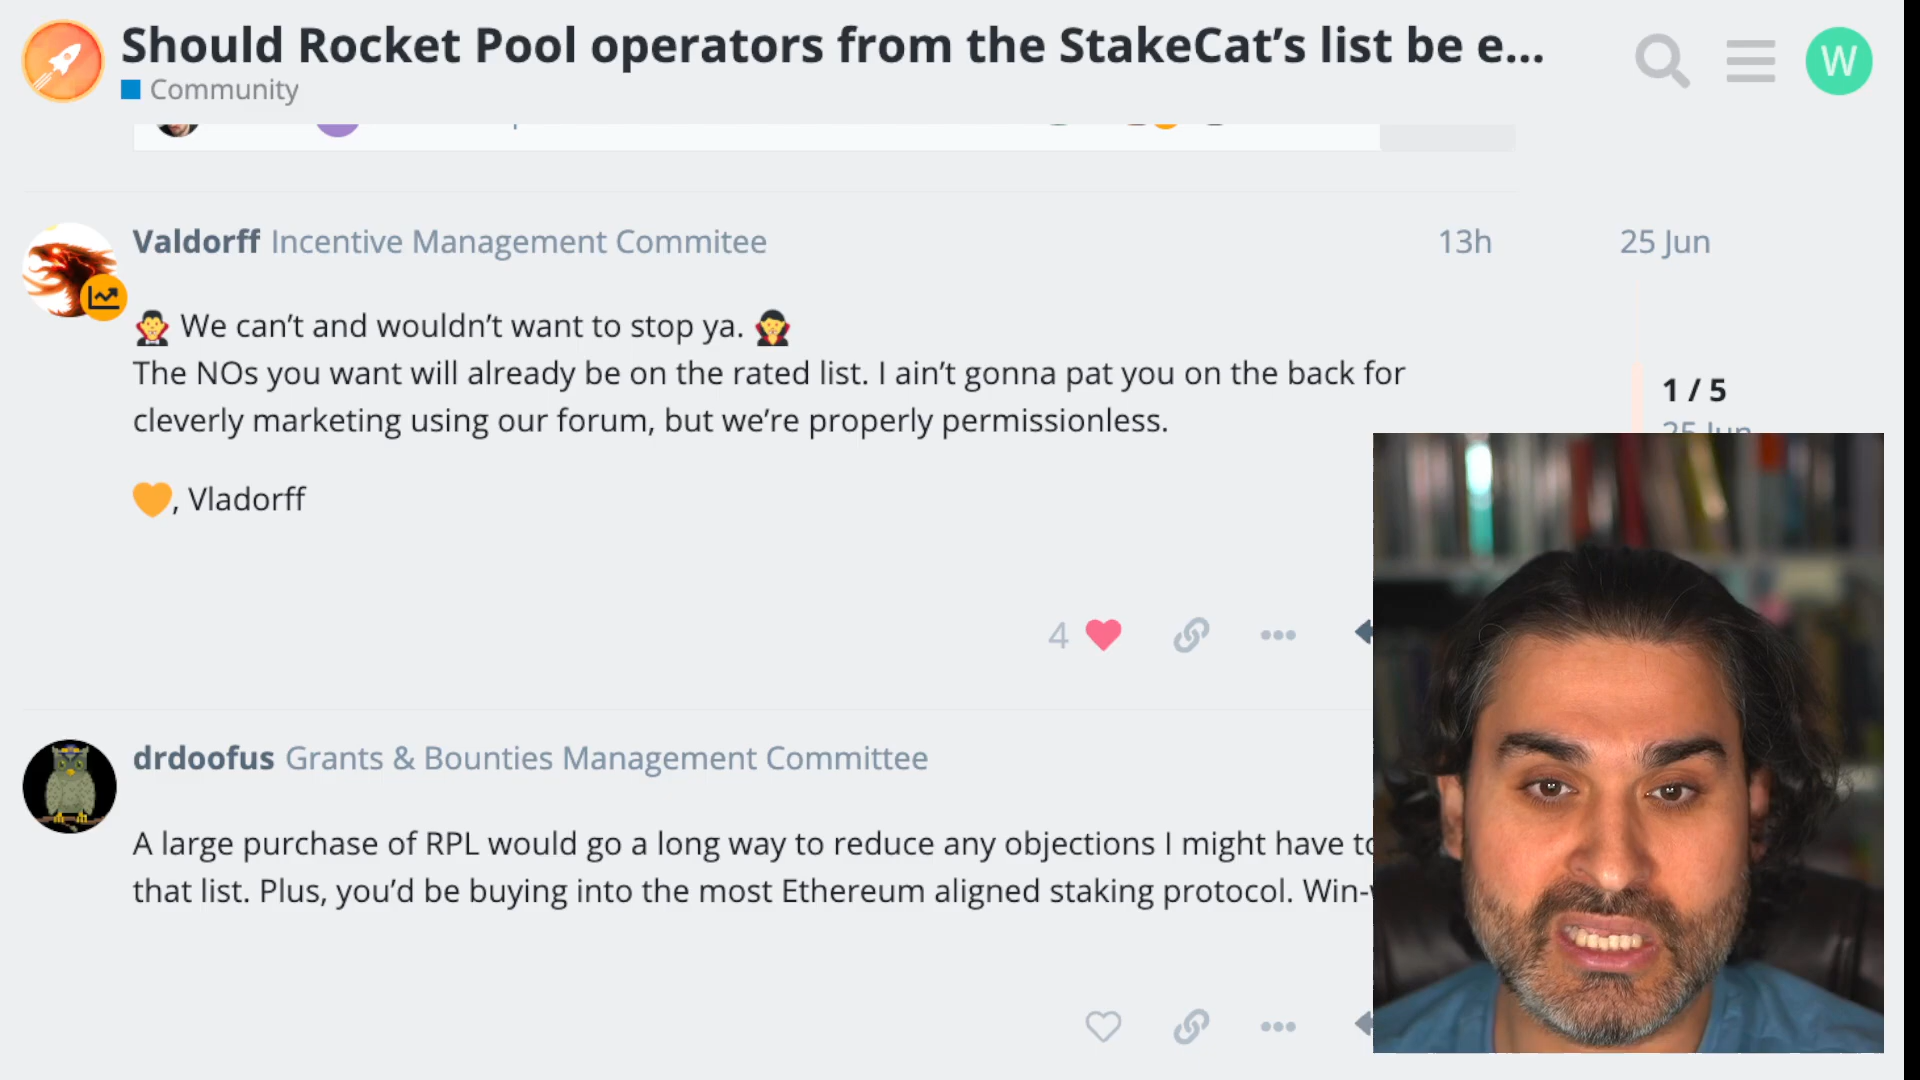 Should Rocket Pool operators from the StakeCat’s list be e...
Community
W
Valdorff Incentive Management Commitee
13h
25 Jun
We can’t and wouldn’t want to stop ya.
The NOs you want will already be on the rated list. I ain’t gonna pat you on the back for
cleverly marketing using our forum, but we’re properly permissionless.
1 / 5
25 Jun
, Vladorff
4
drdoofus Grants & Bounties Management Committee
A large purchase of RPL would go a long way to reduce any objections I might have to
that list. Plus, you’d be buying into the most Ethereum aligned staking protocol. Win-